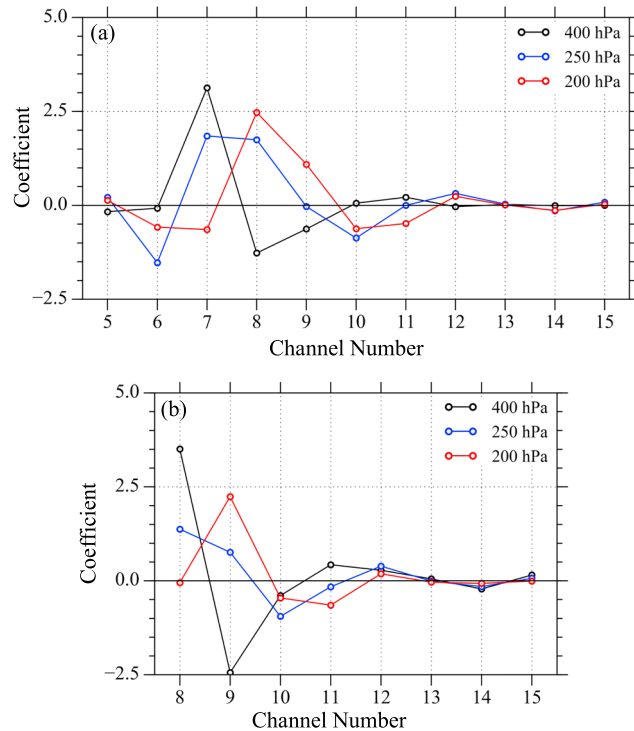 (a)
400 hPa
250 hPa
200 hPa
5.0
2.5
0.0
−2.5
Coefficient
5 6 7 8 9 10 11 12 13 14 15
Channel Number
(b)
400 hPa
250 hPa
200 hPa
5.0
2.5
0.0
−2.5
Coefficient
8 9 10 11 12 13 14 15
Channel Number